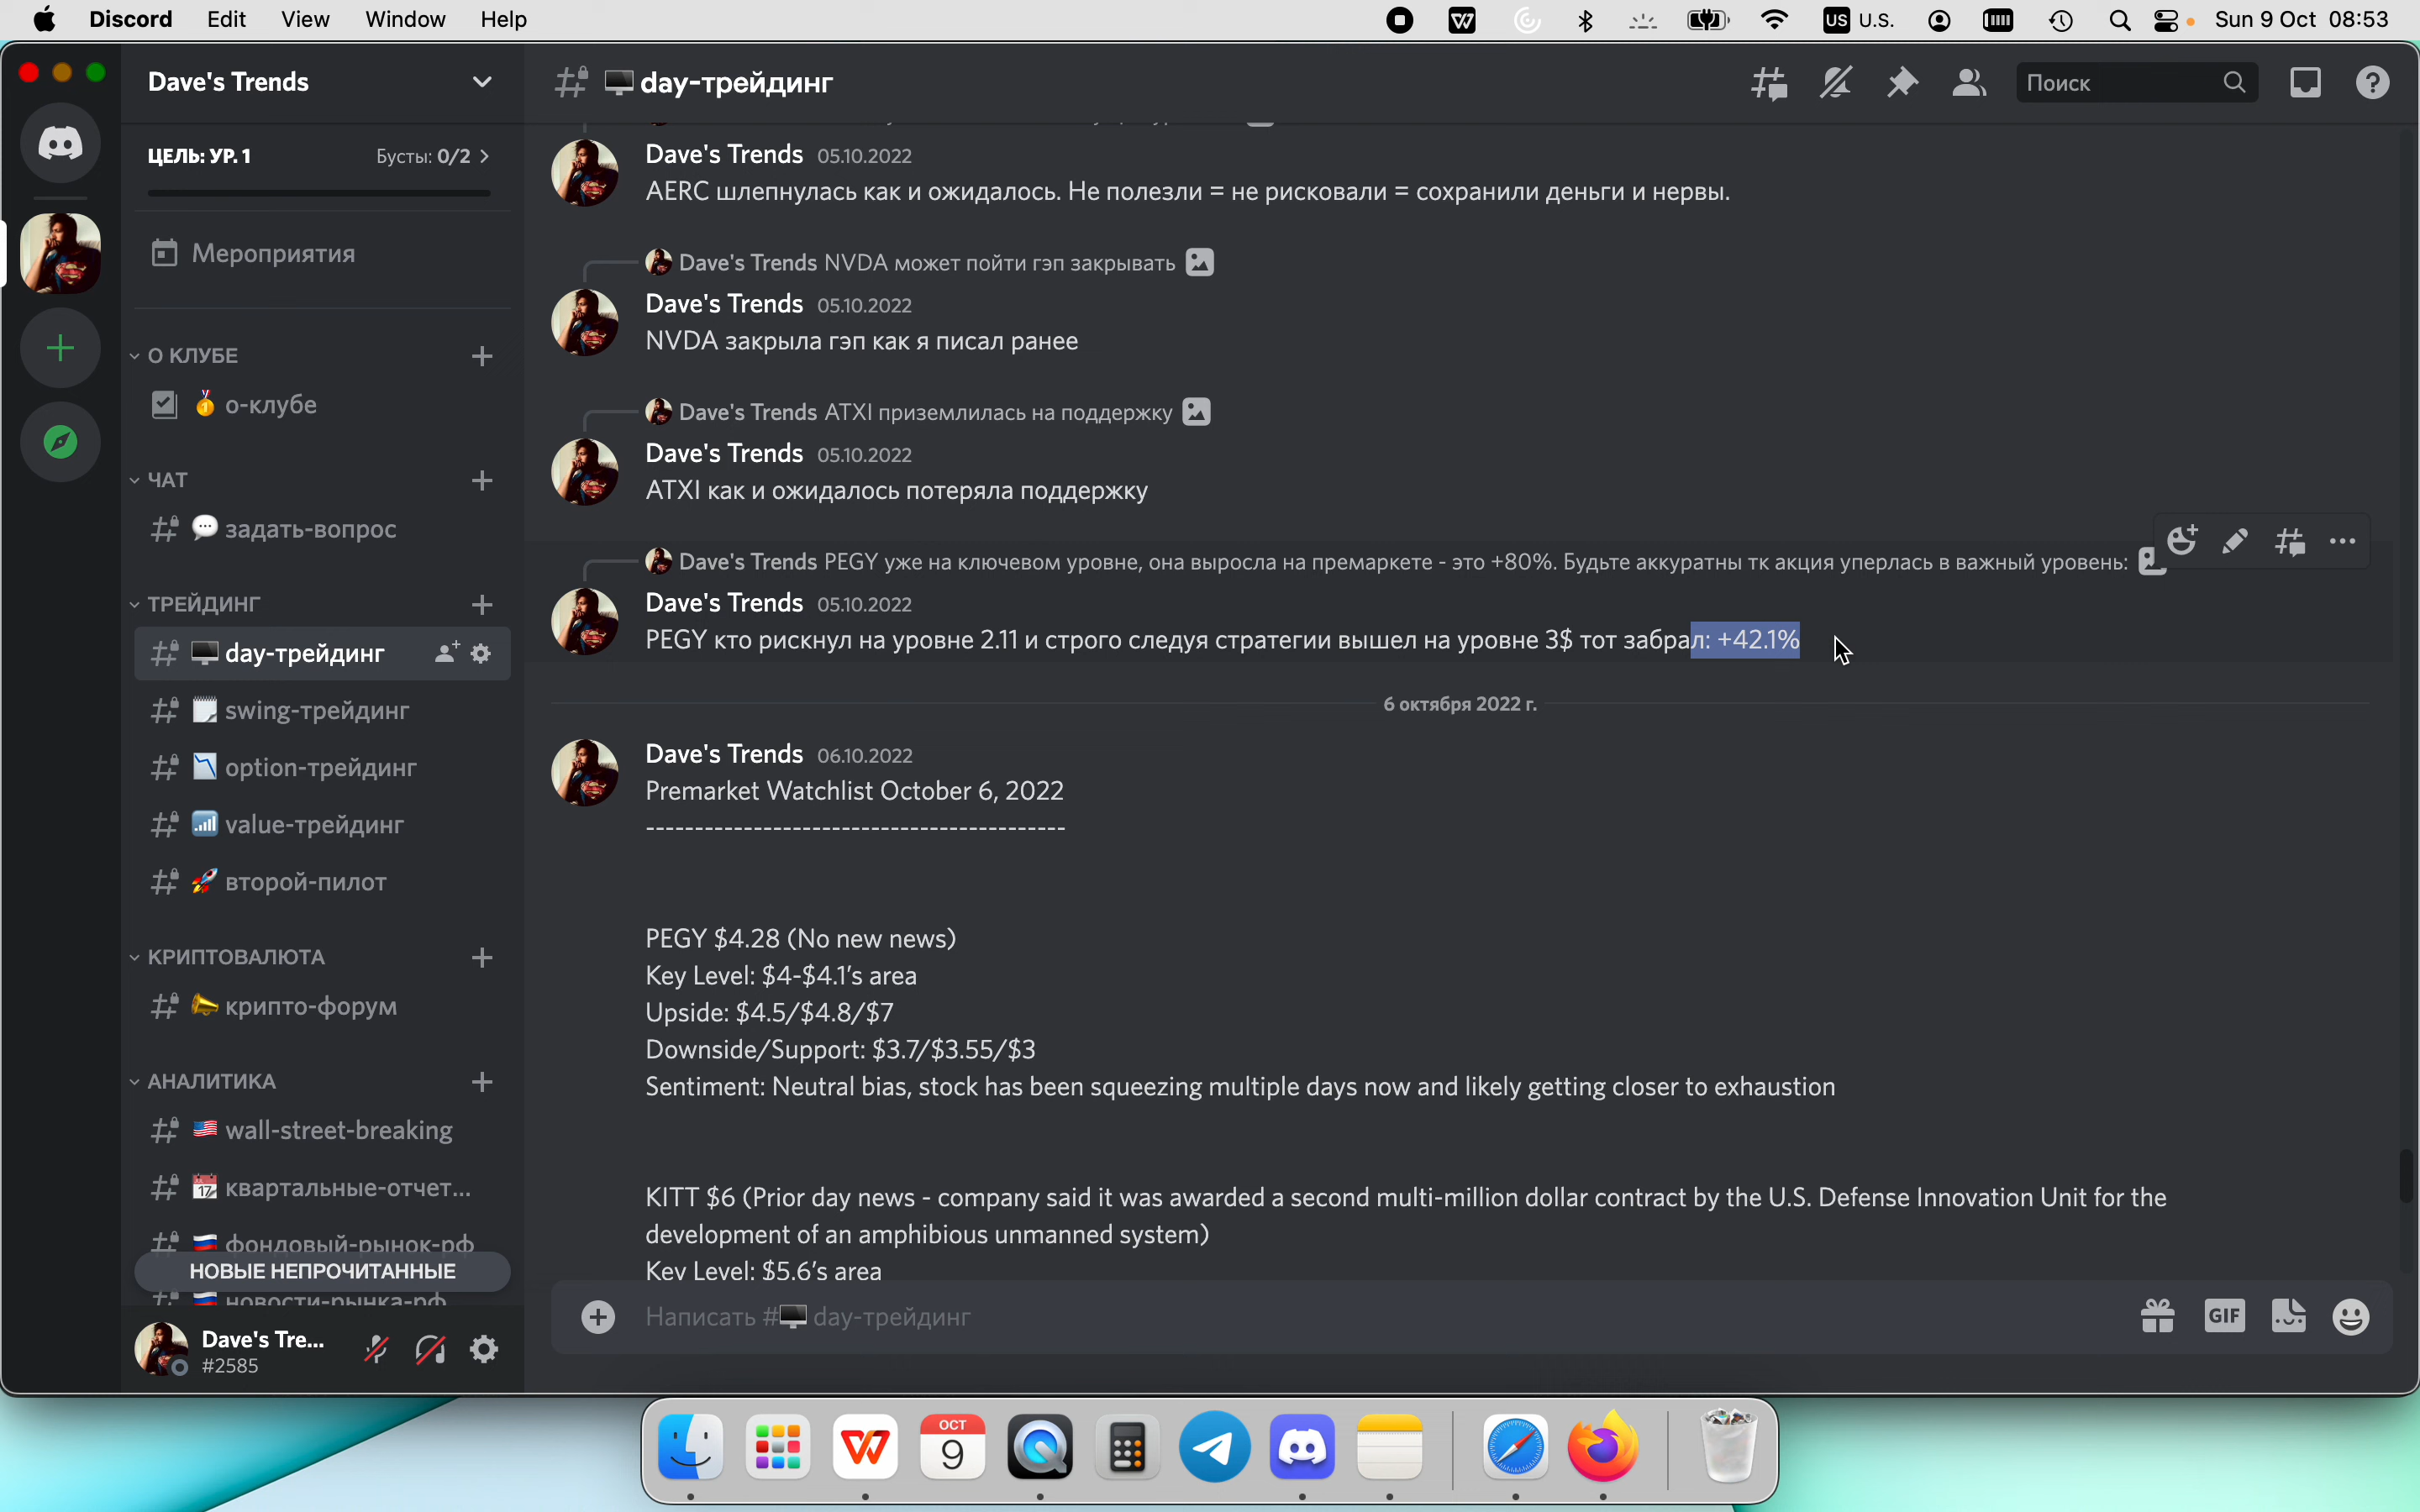 Discord Edit View Window Help
US U.S. Sun 9 Oct 08:53
Dave's Trends
ЦЕЛЬ: УР. 1 Бусты: 0/2
Мероприятия
О КЛУБЕ
о-клубе
ЧАТ
задать-вопрос
ТРЕЙДИНГ
day-трейдинг
swing-трейдинг
option-трейдинг
value-трейдинг
второй-пилот
КРИПТОВАЛЮТА
крипто-форум
АНАЛИТИКА
wall-street-breaking
квартальные-отчет...
фондовый-рынок-рф
НОВЫЕ НЕПРОЧИТАННЫЕ
новости-рынка-рф
Dave's Tre...
#2585
day-трейдинг
Поиск
Dave's Trends 05.10.2022
AERC шлепнулась как и ожидалось. Не полезли = не рисковали = сохранили деньги и нервы.
Dave's Trends NVDA может пойти гэп закрывать
Dave's Trends 05.10.2022
NVDA закрыла гэп как я писал ранее
Dave's Trends ATXI приземлилась на поддержку
Dave's Trends 05.10.2022
ATXI как и ожидалось потеряла поддержку
Dave's Trends PEGY уже на ключевом уровне, она выросла на премаркете - это +80%. Будьте аккуратны тк акция уперлась в важный уровень:
Dave's Trends 05.10.2022
PEGY кто рискнул на уровне 2.11 и строго следуя стратегии вышел на уровне 3$ тот забрал: +42.1%
6 октября 2022 г.
Dave's Trends 06.10.2022
Premarket Watchlist October 6, 2022
-------------------------------------------
PEGY $4.28 (No new news)
Key Level: $4-$4.1's area
Upside: $4.5/$4.8/$7
Downside/Support: $3.7/$3.55/$3
Sentiment: Neutral bias, stock has been squeezing multiple days now and likely getting closer to exhaustion
KITT $6 (Prior day news - company said it was awarded a second multi-million dollar contract by the U.S. Defense Innovation Unit for the
development of an amphibious unmanned system)
Key Level: $5.6's area
Написать # day-трейдинг
GIF
OCT
9